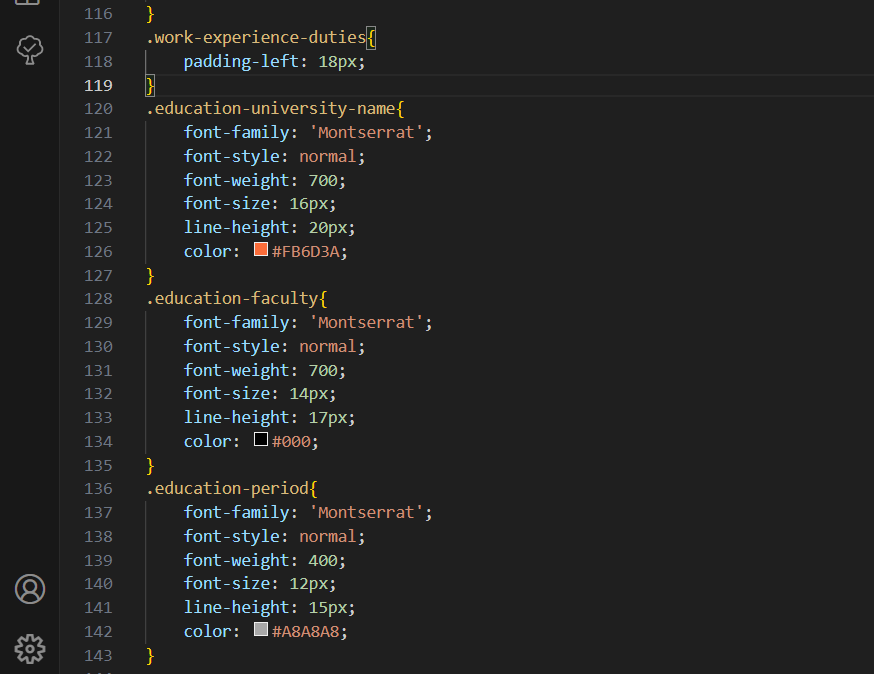 116 }
117 .work-experience-duties{
118     padding-left: 18px;
119 }
120 .education-university-name{
121     font-family: 'Montserrat';
122     font-style: normal;
123     font-weight: 700;
124     font-size: 16px;
125     line-height: 20px;
126     color: #FB6D3A;
127 }
128 .education-faculty{
129     font-family: 'Montserrat';
130     font-style: normal;
131     font-weight: 700;
132     font-size: 14px;
133     line-height: 17px;
134     color: #000;
135 }
136 .education-period{
137     font-family: 'Montserrat';
138     font-style: normal;
139     font-weight: 400;
140     font-size: 12px;
141     line-height: 15px;
142     color: #A8A8A8;
143 }